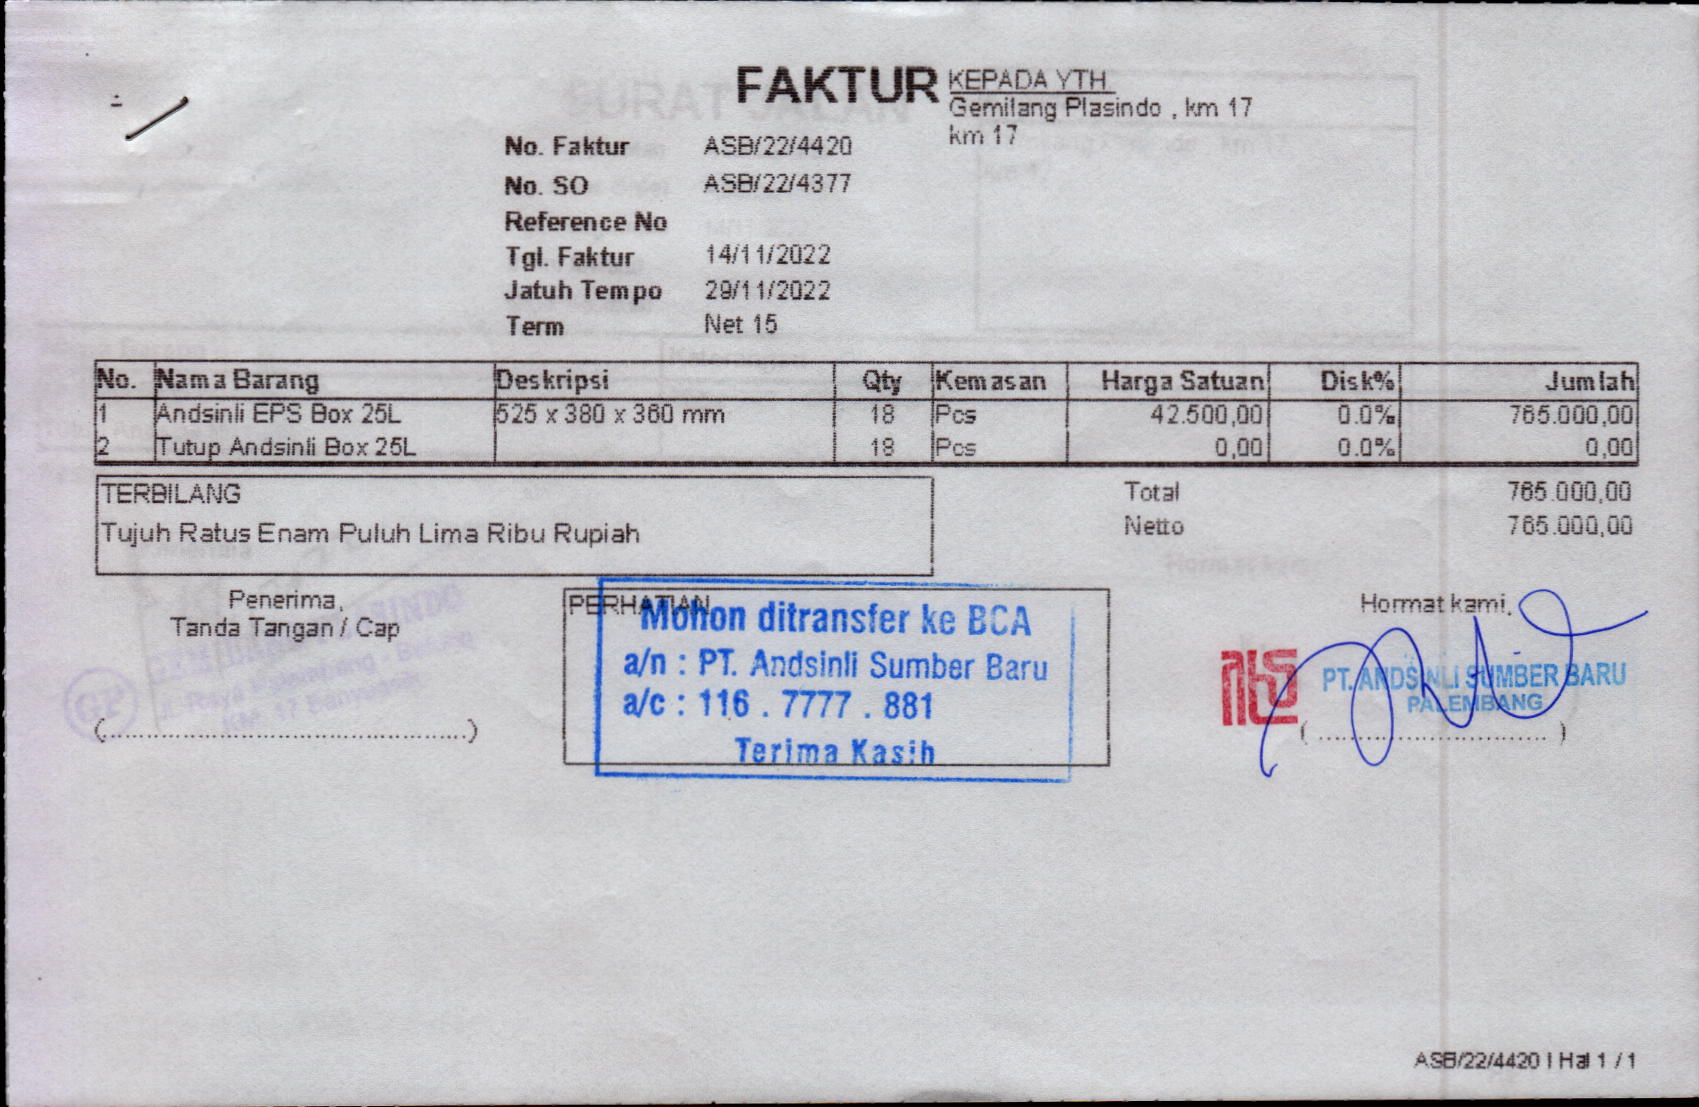 FAKTUR
KEPADA YTH.
Gemilang Plasindo , km 17
km 17
No. Faktur ASB/22/4420
No. SO ASB/22/4377
Reference No
Tgl. Faktur 14/11/2022
Jatuh Tempo 29/11/2022
Term Net 15
No. Nama Barang Deskripsi Qty Kemasan Harga Satuan Disk% Jumlah
1 Andsinli EPS Box 25L 525 x 380 x 360 mm 18 Pcs 42.500,00 0.0% 765.000,00
2 Tutup Andsinli Box 25L 18 Pcs 0,00 0.0% 0,00
TERBILANG
Tujuh Ratus Enam Puluh Lima Ribu Rupiah
Total 765.000,00
Netto 765.000,00
Penerima,
Tanda Tangan / Cap
(.............................................)
PERHATIAN
Mohon ditransfer ke BCA
a/n : PT. Andsinli Sumber Baru
a/c : 116 . 7777 . 881
Terima Kasih
Hormat kami,
PT. ANDSINLI SUMBER BARU
PALEMBANG
( ............................. )
ASB/22/4420 | Hal 1 / 1